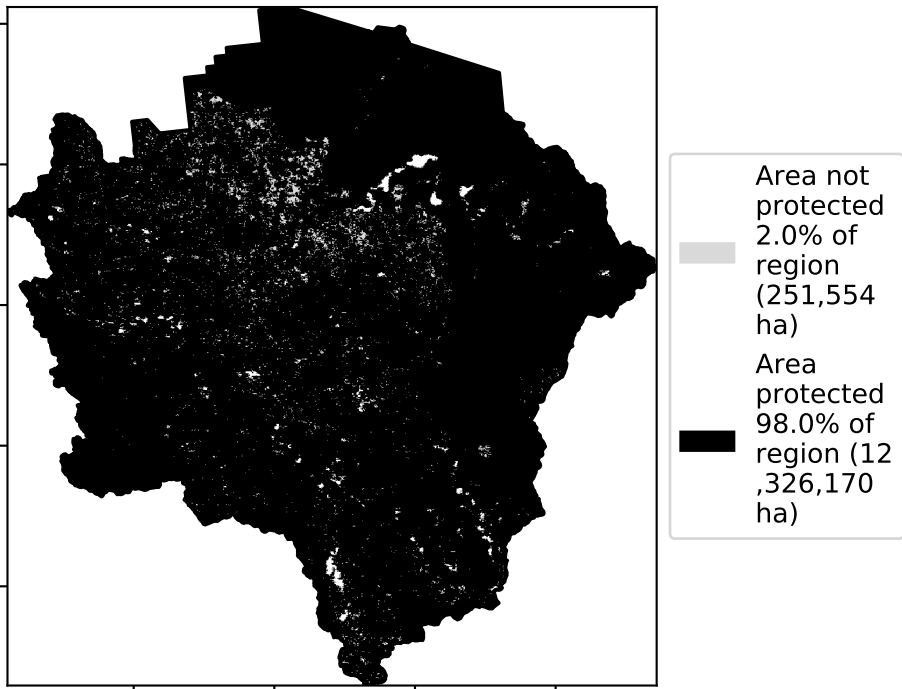 Area not
protected
2.0% of
region
(251,554
ha)
Area
protected
98.0% of
region (12
,326,170
ha)